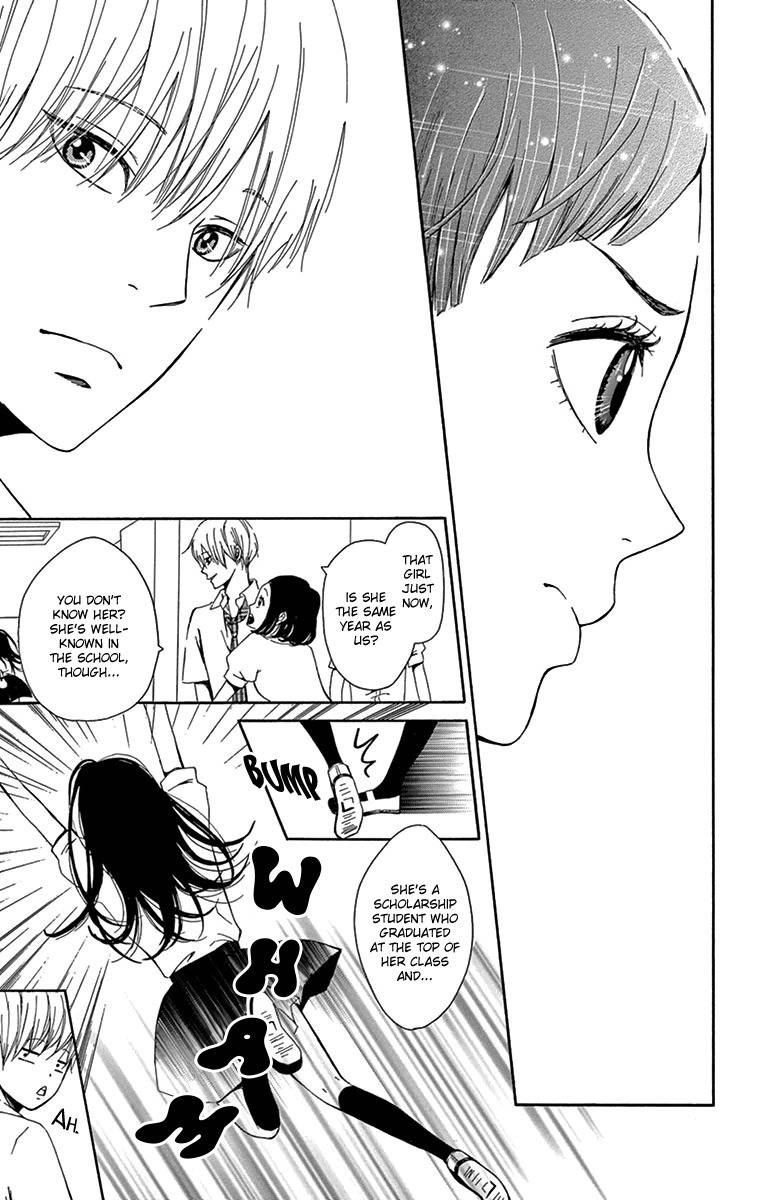 THAT
GIRL
JUST
NOW,
IS SHE
THE SAME
YEAR AS
US?
YOU DON'T
KNOW HER?
SHE'S WELL-
KNOWN IN
THE SCHOOL,
THOUGH...
BUMP
SHE'S A
SCHOLARSHIP
STUDENT WHO
GRADUATED
AT THE TOP OF
HER CLASS
AND...
WHAM
AH.